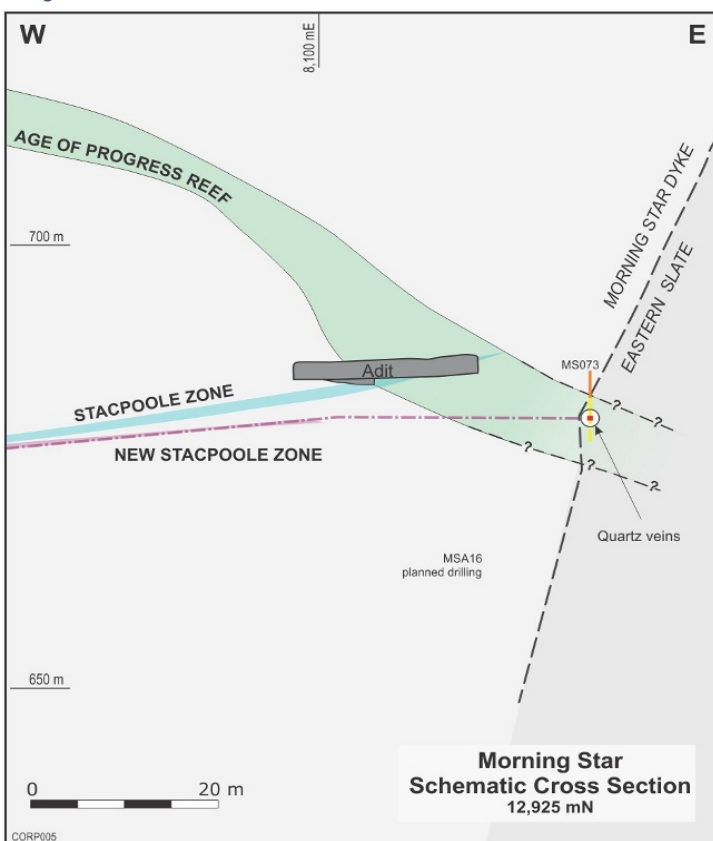 W
E
8,100 mE
AGE OF PROGRESS REEF
MORNING STAR DYKE
EASTERN SLATE
700 m
MS073
Adit
STACPOOLE ZONE
?
?
NEW STACPOOLE ZONE
?
?
?
Quartz veins
MSA16
planned drilling
650 m
Morning Star
Schematic Cross Section
12,925 mN
0 20 m
CORP005